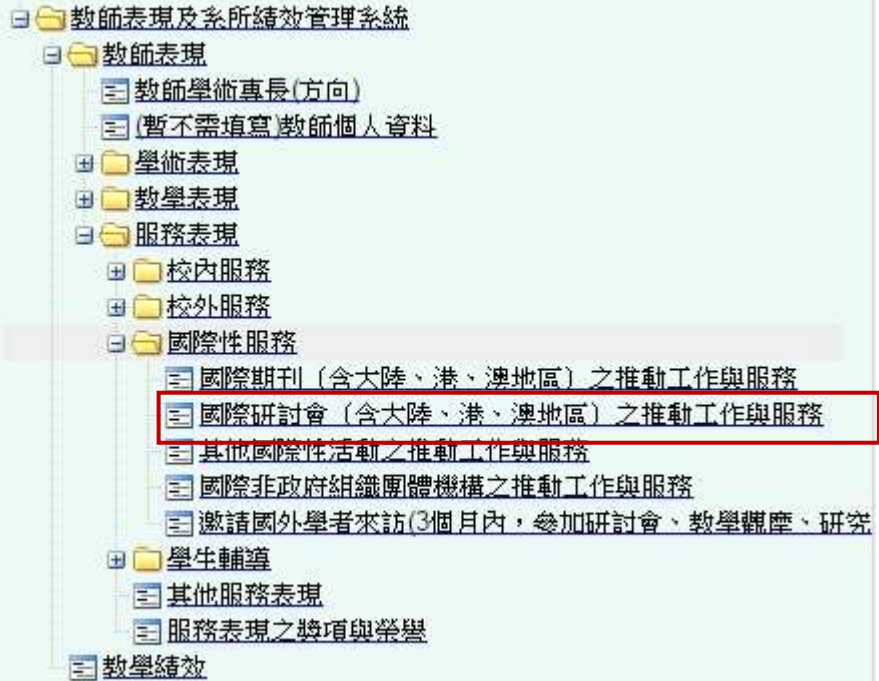 教師表現及系所績效管理系統
教師表現
教師學術專長(方向)
(暫不需填寫)教師個人資料
學術表現
教學表現
服務表現
校內服務
校外服務
國際性服務
國際期刊（含大陸、港、澳地區）之推動工作與服務
國際研討會（含大陸、港、澳地區）之推動工作與服務
其他國際性活動之推動工作與服務
國際非政府組織團體機構之推動工作與服務
邀請國外學者來訪(3個月內，參加研討會、教學觀摩、研究
學生輔導
其他服務表現
服務表現之獎項與榮譽
教學績效